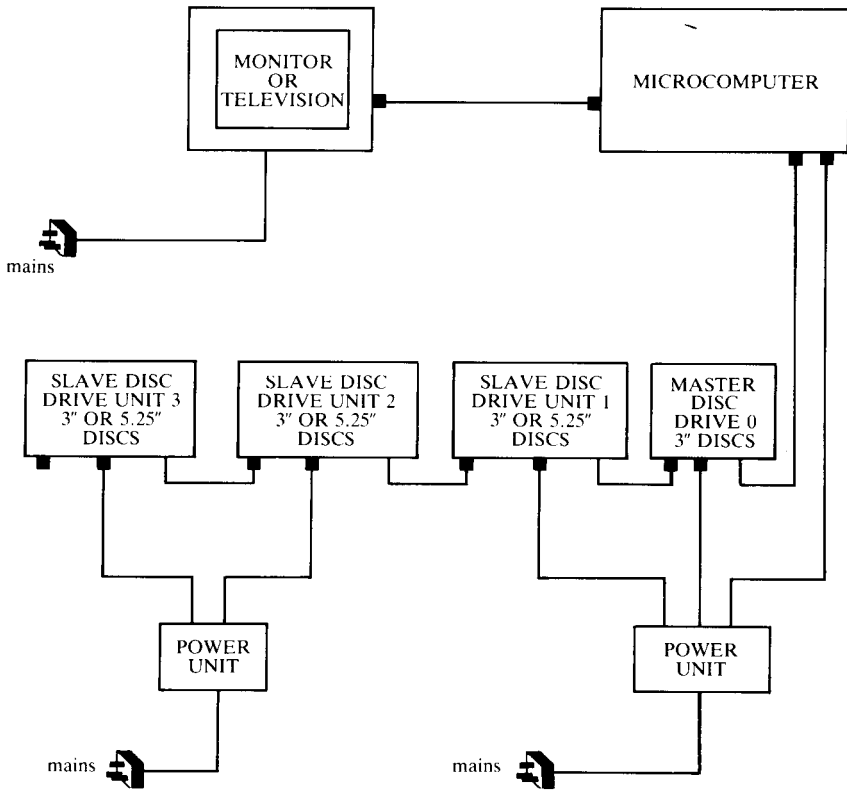 MONITOR
OR
TELEVISION
MICROCOMPUTER
mains
SLAVE DISC
DRIVE UNIT 3
3" OR 5.25"
DISCS
SLAVE DISC
DRIVE UNIT 2
3" OR 5.25"
DISCS
SLAVE DISC
DRIVE UNIT 1
3" OR 5.25"
DISCS
MASTER
DISC
DRIVE 0
3" DISCS
POWER
UNIT
POWER
UNIT
mains
mains